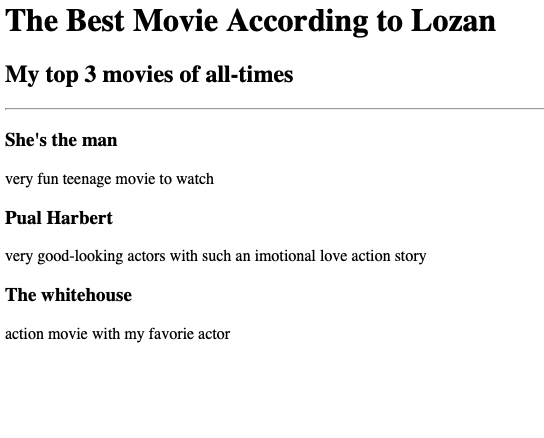 The Best Movie According to Lozan
My top 3 movies of all-times
She's the man
very fun teenage movie to watch
Pual Harbert
very good-looking actors with such an imotional love action story
The whitehouse
action movie with my favorie actor